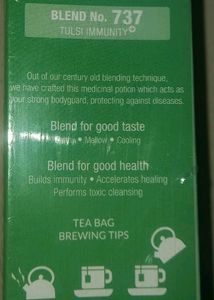 BLEND No. 737
TULSI IMMUNITY+
Out of our century old blending technique,
we have crafted this medicinal potion which acts as
your strong bodyguard, protecting against diseases.
Blend for good taste
• Mellow • Cooling
Blend for good health
Builds immunity • Accelerates healing
Performs toxic cleansing
TEA BAG
BREWING TIPS